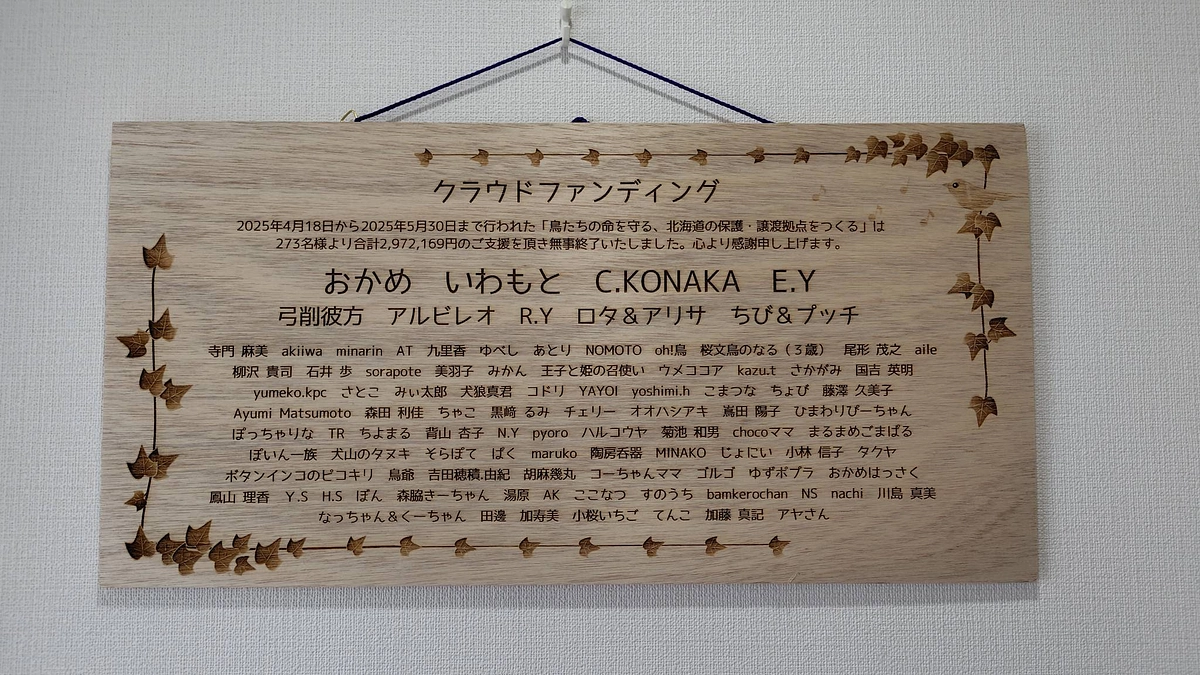 クラウドファンディング
2025年4月18日から2025年5月30日まで行われた「鳥たちの命を守る、北海道の保護・譲渡拠点をつくる」は
273名様より合計2,972,169円のご支援を頂き無事終了いたしました。心より感謝申し上げます。
おかめ　いわもと　C.KONAKA　E.Y
弓削彼方　アルビレオ　R.Y　ロタ＆アリサ　ちび＆プッチ
寺門 麻美　akiiwa　minarin　AT　九里香　ゆべし　あとり　NOMOTO　oh!鳥　桜文鳥のなる（３歳）　尾形 茂之　aile
柳沢 貴司　石井 歩　sorapote　美羽子　みかん　王子と姫の召使い　ウメココア　kazu.t　さかがみ　国吉 英明
yumeko.kpc　さとこ　みぃ太郎　犬狼真君　コドリ　YAYOI　yoshimi.h　こまつな　ちょび　藤澤 久美子
Ayumi Matsumoto　森田 利佳　ちゃこ　黒﨑 るみ　チェリー　オオハシアキ　嶌田 陽子　ひまわりぴーちゃん
ぽっちゃりな　TR　ちよまる　背山 杏子　N.Y　pyoro　ハルコウヤ　菊池 和男　chocoママ　まるまめごまぱる
ぽいん一族　犬山のタヌキ　そらぽて　ぱく　maruko　陶房呑器　MINAKO　じょにい　小林 信子　タクヤ
ボタンインコのピコキリ　鳥爺　吉田穂積.由紀　胡麻幾丸　コーちゃんママ　ゴルゴ　ゆずポプラ　おかめはっさく
鳳山 理香　Y.S　H.S　ぽん　森脇きーちゃん　湯原　AK　ここなつ　すのうち　bamkerochan　NS　nachi　川島 真美
なっちゃん＆くーちゃん　田邊　加寿美　小桜いちご　てんこ　加藤 真記　アヤさん